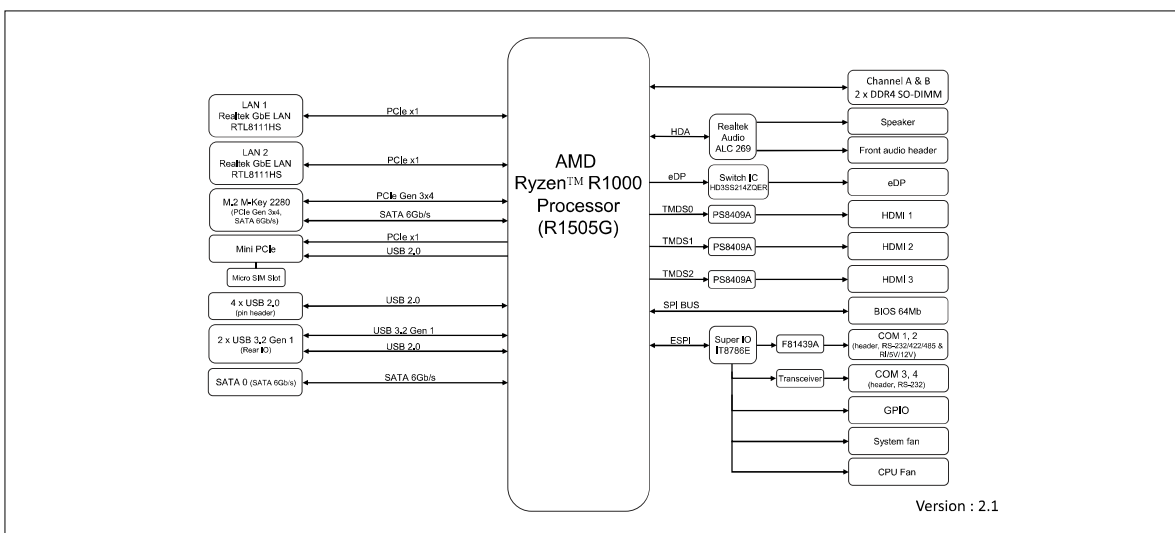 LAN 1
Realtek GbE LAN
RTL8111HS
PCIe x1
LAN 2
Realtek GbE LAN
RTL8111HS
PCIe x1
M.2 M-Key 2280
(PCIe Gen 3x4,
SATA 6Gb/s)
PCIe Gen 3x4
SATA 6Gb/s
Mini PCIe
PCIe x1
USB 2.0
Micro SIM Slot
4 x USB 2.0
(pin header)
USB 2.0
2 x USB 3.2 Gen 1
(Rear IO)
USB 3.2 Gen 1
USB 2.0
SATA 0 (SATA 6Gb/s)
SATA 6Gb/s
AMD
Ryzen™ R1000
Processor
(R1505G)
Channel A & B
2 x DDR4 SO-DIMM
HDA
Realtek
Audio
ALC 269
Speaker
Front audio header
eDP
Switch IC
HD3SS214ZQER
eDP
TMDS0
PS8409A
HDMI 1
TMDS1
PS8409A
HDMI 2
TMDS2
PS8409A
HDMI 3
SPI BUS
BIOS 64Mb
ESPI
Super IO
IT8786E
F81439A
COM 1, 2
(header, RS-232/422/485 &
RI/5V/12V)
Transceiver
COM 3, 4
(header, RS-232)
GPIO
System fan
CPU Fan
Version : 2.1